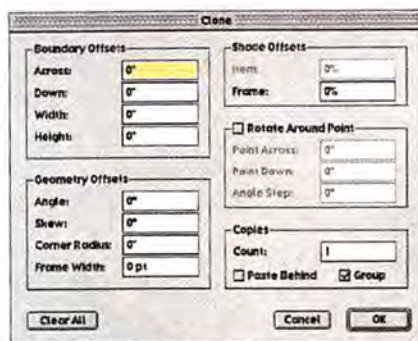 Clone
Boundary Offsets
Across: 0"
Down: 0"
Width: 0"
Height: 0"
Geometry Offsets
Angle: 0°
Skew: 0°
Corner Radius: 0"
Frame Width: 0 pt
Shade Offsets
Item: 0%
Frame: 0%
Rotate Around Point
Point Across: 0"
Point Down: 0"
Angle Step: 0°
Copies
Count: 1
Paste Behind Group
Clear All Cancel OK